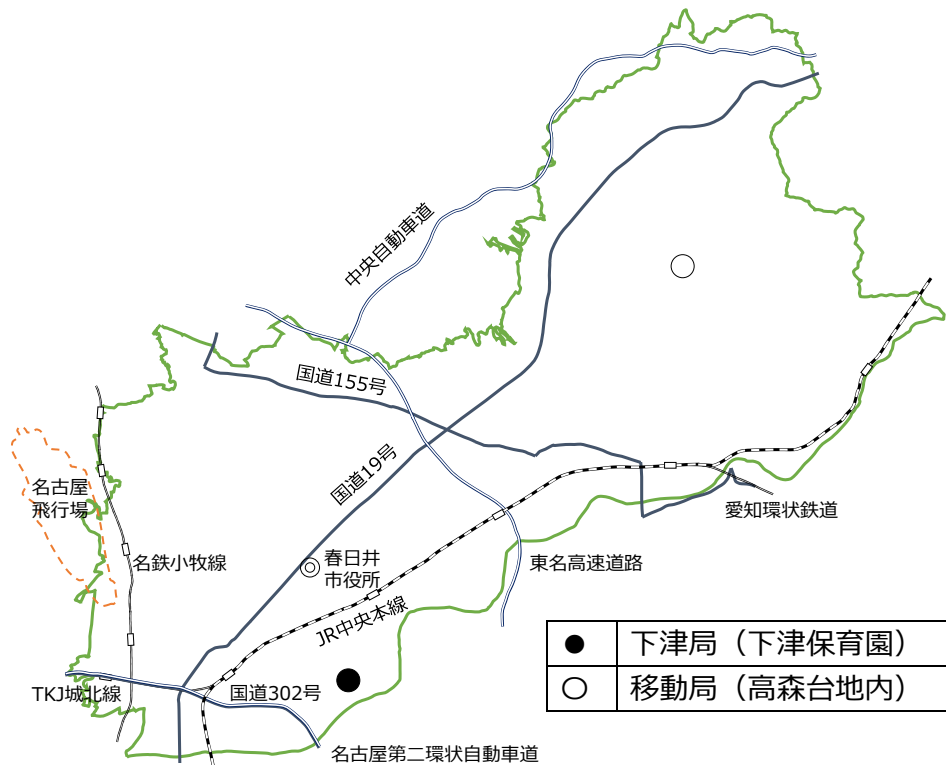 中央自動車道
国道155号
国道19号
名古屋
飛行場
愛知環状鉄道
春日井
市役所
名鉄小牧線
東名高速道路
JR中央本線
● 下津局（下津保育園）
○ 移動局（高森台地内）
TKJ城北線
国道302号
名古屋第二環状自動車道